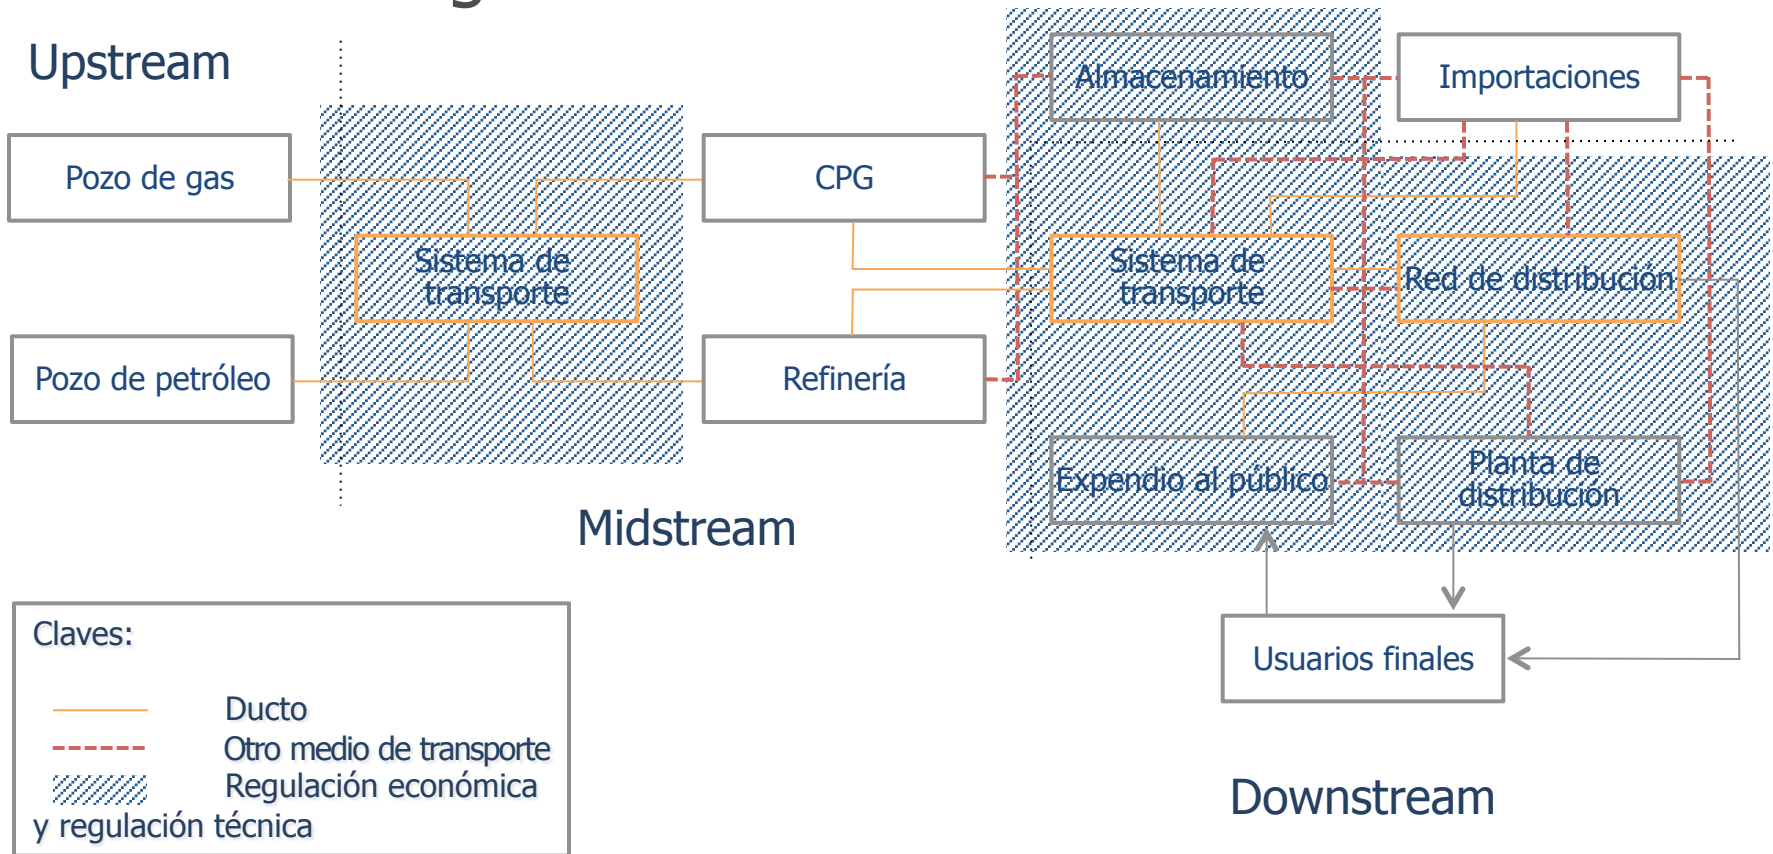 Upstream
Almacenamiento
Importaciones
Pozo de gas
CPG
Sistema de
transporte
Sistema de
transporte
Red de distribución
Pozo de petróleo
Refinería
Expendio al público
Planta de
distribución
Midstream
Usuarios finales
Claves:
Ducto
Otro medio de transporte
Regulación económica
y regulación técnica
Downstream